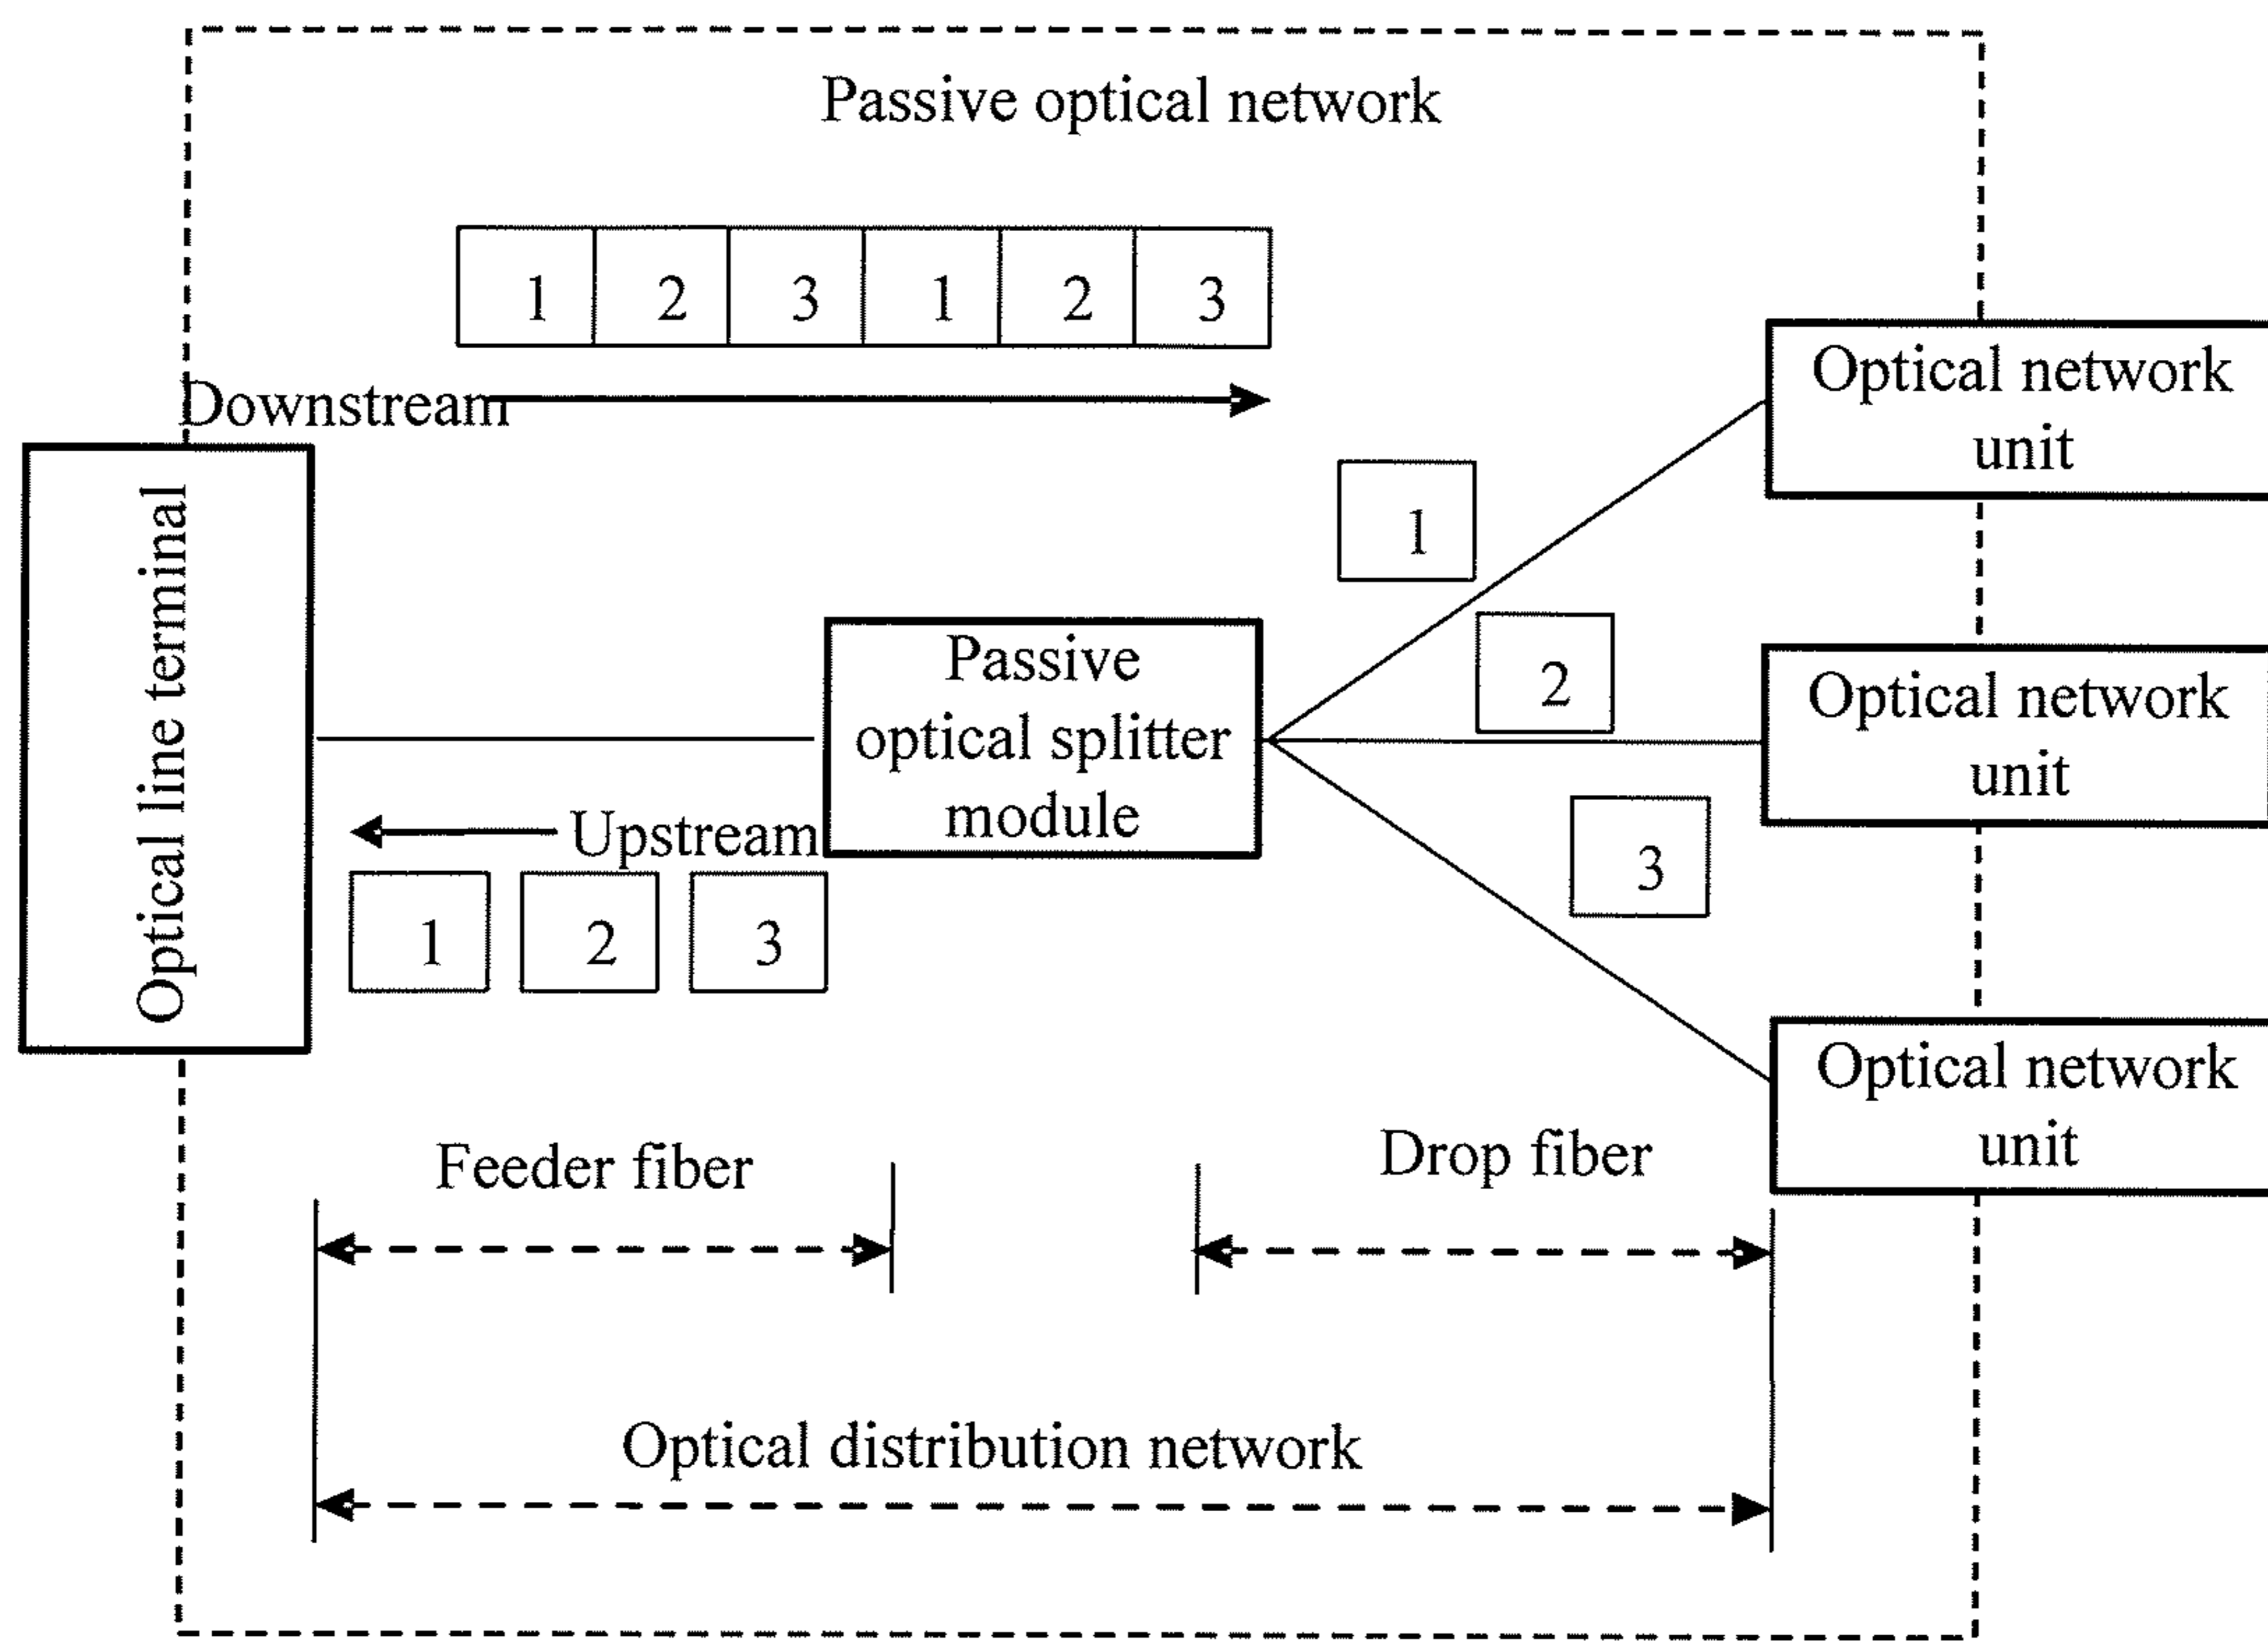 Passive optical network
1 2 3 1 2 3
Downstream
Optical line terminal
Optical network
unit
1
Passive
optical splitter
module
2
Optical network
unit
Upstream
1 2 3
3
Optical network
unit
Feeder fiber
Drop fiber
Optical distribution network